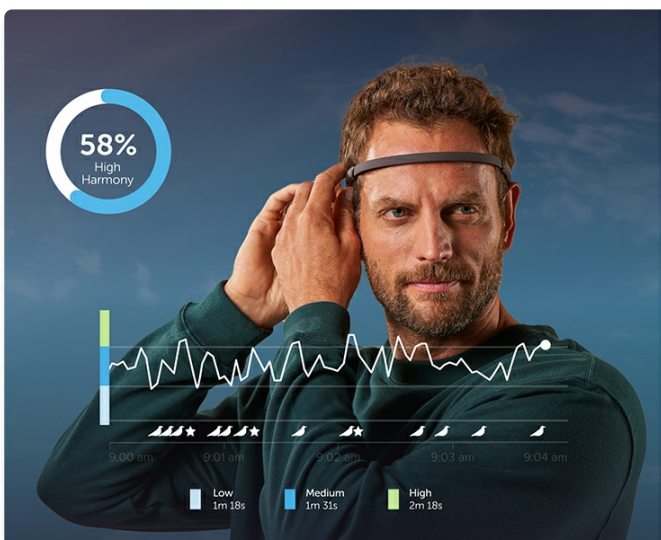 58%
High
Harmony
9:00 am 9:01 am 9:02 am 9:03 am 9:04 am
Low Medium High
1m 18s 1m 31s 2m 18s